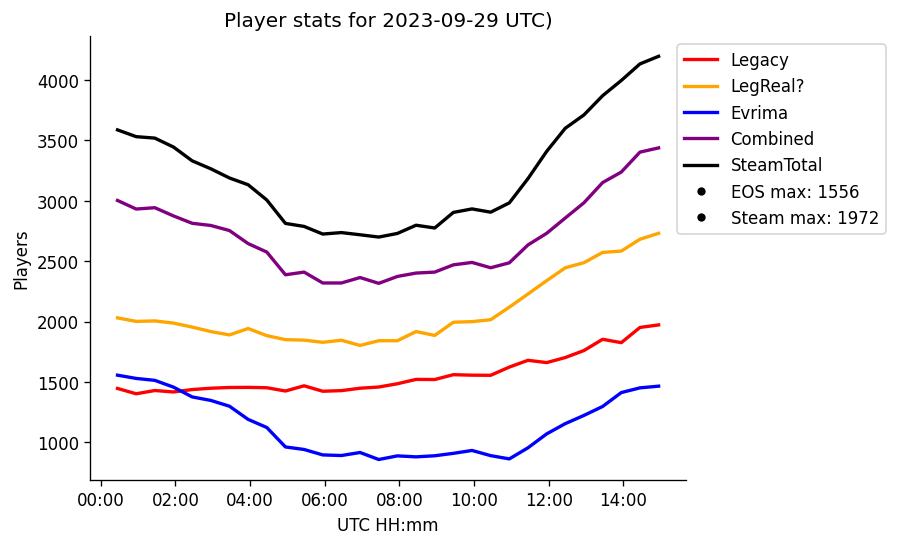 Player stats for 2023-09-29 UTC)
Legacy
LegReal?
Evrima
Combined
SteamTotal
EOS max: 1556
Steam max: 1972
Players
4000
3500
3000
2500
2000
1500
1000
00:00 02:00 04:00 06:00 08:00 10:00 12:00 14:00
UTC HH:mm